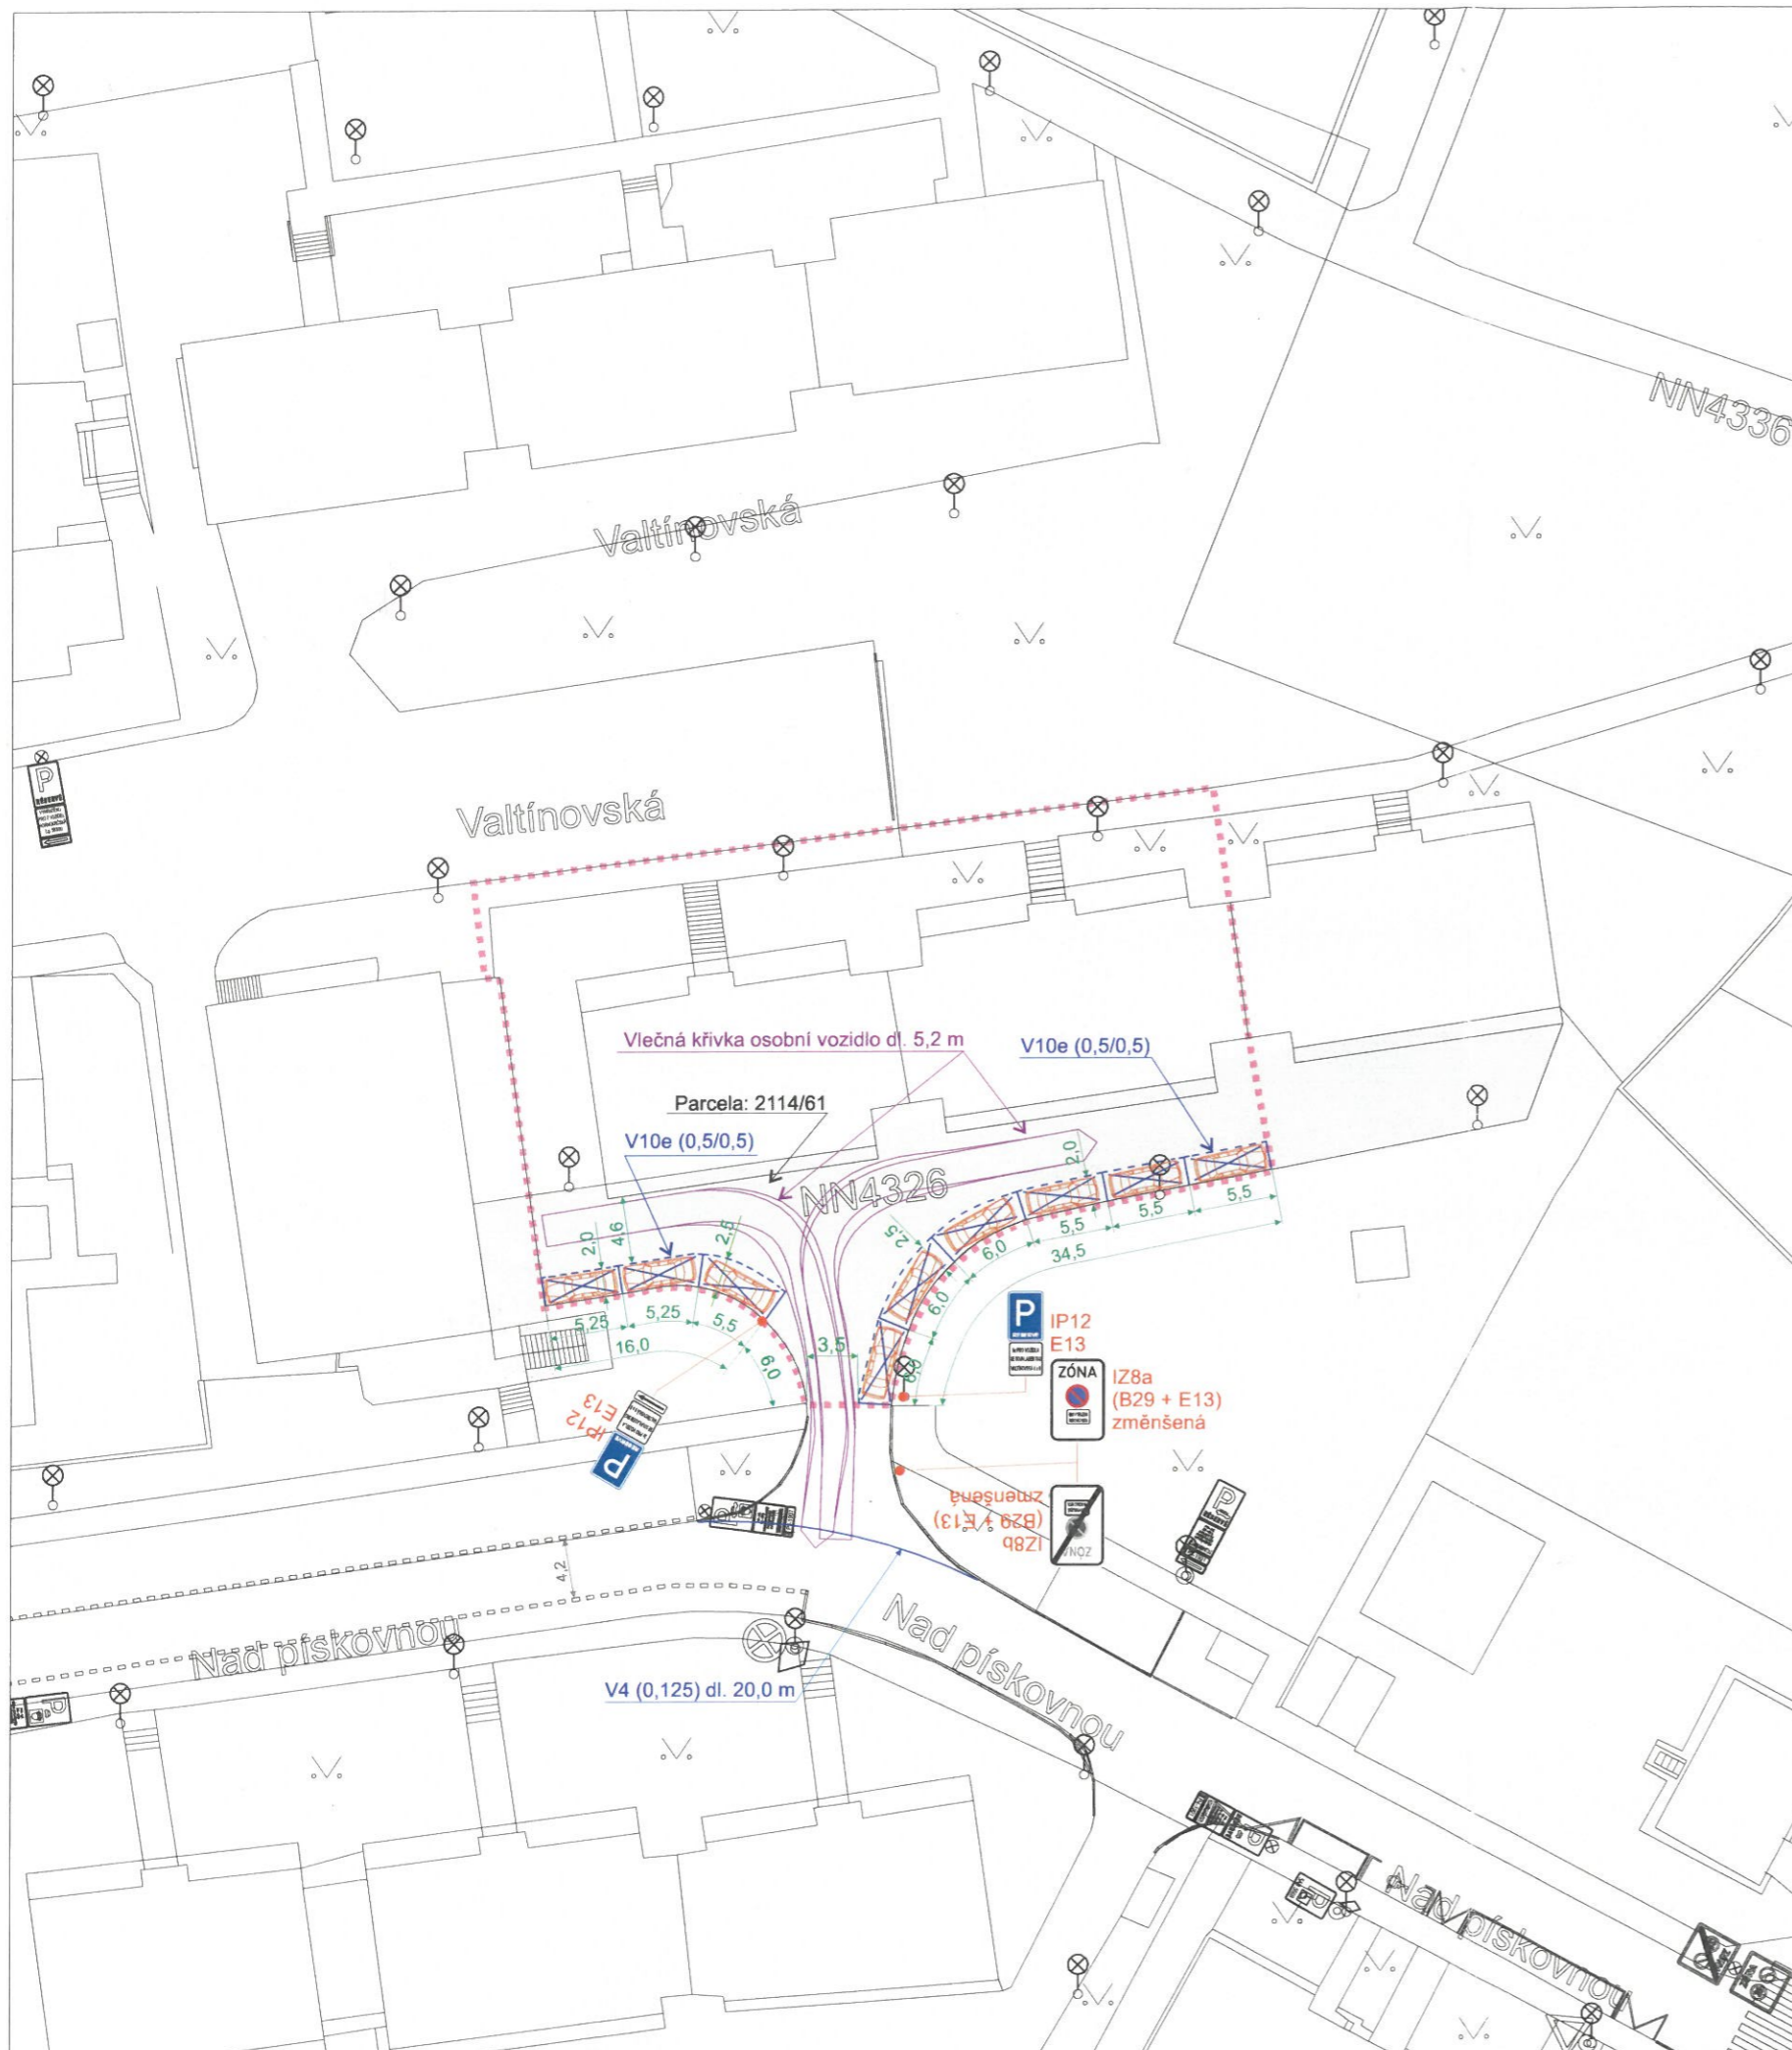 NN4336
Valtínovská
P
RÉSERVÉ
Valtínovská
Vlečná křivka osobní vozidlo dl. 5,2 m
V10e (0,5/0,5)
Parcela: 2114/61
V10e (0,5/0,5)
NN4326
2,0
2,0
4,6
2,5
2,5
5,5
5,5
5,5
6,0
34,5
6,0
6,0
5,25
5,25
5,5
16,0
6,0
3,5
P
IP12
E13
ZÓNA
IZ8a
(B29 + E13)
změnšená
IP12
E13
P
IZ8b
(B29 + E13)
změnšená
ZÓNA
P
4,2
Nad pískovnou
Nad pískovnou
V4 (0,125) dl. 20,0 m
P
P
P
Nad pískovnou